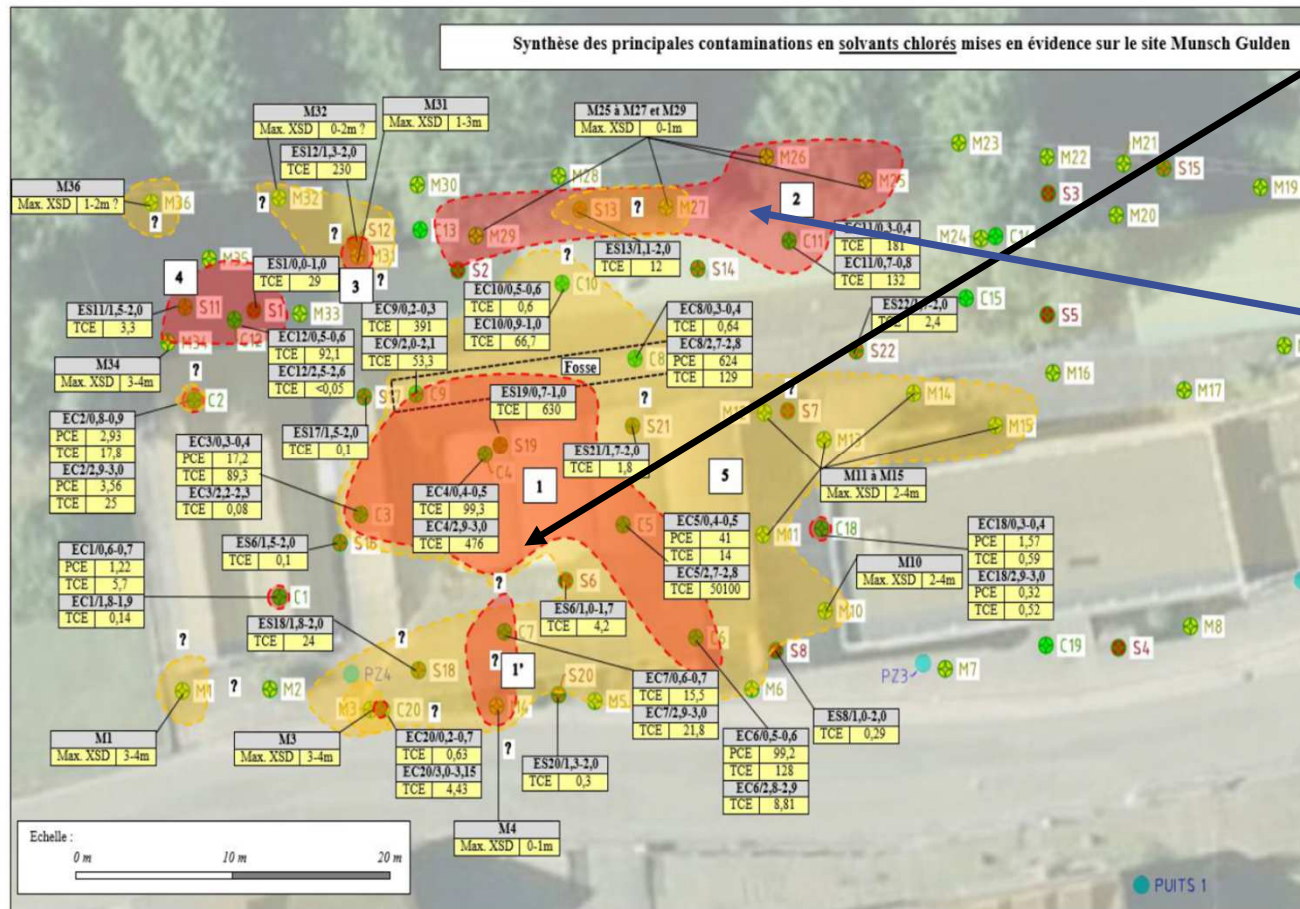 Synthèse des principales contaminations en solvants chlorés mises en évidence sur le site Munsch Gulden
M32
Max. XSD 0-2m ?
M31
Max. XSD 1-3m
M25 à M27 et M29
Max. XSD 0-1m
ES12/1,3-2,0
TCE 230
M36
Max. XSD 1-2m ?
M36
?
?
M32
S12
M31
?
M30
C13
M28
S13
?
M27
M29
M26
M25
2
C11
M23
M22
M21
S15
M19
S3
M20
M24
C14
EC11/0,3-0,4
TCE 181
EC11/0,7-0,8
TCE 132
ES13/1,1-2,0
TCE 12
M35
4
ES1/0,0-1,0
TCE 29
3
S2
?
C10
S14
ES11/1,5-2,0
TCE 3,3
S11
S1
C12
M33
M34
EC9/0,2-0,3
TCE 391
EC9/2,0-2,1
TCE 53,3
EC10/0,5-0,6
TCE 0,6
EC10/0,9-1,0
TCE 66,7
EC8/0,3-0,4
TCE 0,64
EC8/2,7-2,8
PCE 624
TCE 129
ES22/1,7-2,0
TCE 2,4
C15
S5
S22
M34
Max. XSD 3-4m
EC12/0,5-0,6
TCE 92,1
EC12/2,5-2,6
TCE <0,05
Fosse
C8
M16
M17
?
C2
S17
C9
ES19/0,7-1,0
TCE 630
?
S21
M12
?
S7
M14
M13
M15
EC2/0,8-0,9
PCE 2,93
TCE 17,8
EC2/2,9-3,0
PCE 3,56
TCE 25
EC3/0,3-0,4
PCE 17,2
TCE 89,3
EC3/2,2-2,3
TCE 0,08
ES17/1,5-2,0
TCE 0,1
S19
C4
ES21/1,7-2,0
TCE 1,8
5
M11 à M15
Max. XSD 2-4m
1
EC4/0,4-0,5
TCE 99,3
EC4/2,9-3,0
TCE 476
C3
C5
EC5/0,4-0,5
PCE 41
TCE 14
EC5/2,7-2,8
TCE 50100
M11
C18
EC18/0,3-0,4
PCE 1,57
TCE 0,59
EC18/2,9-3,0
PCE 0,32
TCE 0,52
ES6/1,5-2,0
TCE 0,1
S16
EC1/0,6-0,7
PCE 1,22
TCE 5,7
EC1/1,8-1,9
TCE 0,14
C1
?
S6
ES6/1,0-1,7
TCE 4,2
M10
Max. XSD 2-4m
M10
ES18/1,8-2,0
TCE 24
?
?
C7
C6
S8
C19
S4
M8
M1
?
M2
PZ4
S18
?
1'
S20
PZ3
M7
M3
C20
?
M4
M5
M6
EC7/0,6-0,7
TCE 15,5
EC7/2,9-3,0
TCE 21,8
ES8/1,0-2,0
TCE 0,29
M1
Max. XSD 3-4m
M3
Max. XSD 3-4m
EC20/0,2-0,7
TCE 0,63
EC20/3,0-3,15
TCE 4,43
?
ES20/1,3-2,0
TCE 0,3
EC6/0,5-0,6
PCE 99,2
TCE 128
EC6/2,8-2,9
TCE 8,81
M4
Max. XSD 0-1m
Echelle :
0 m
10 m
20 m
PUITS 1